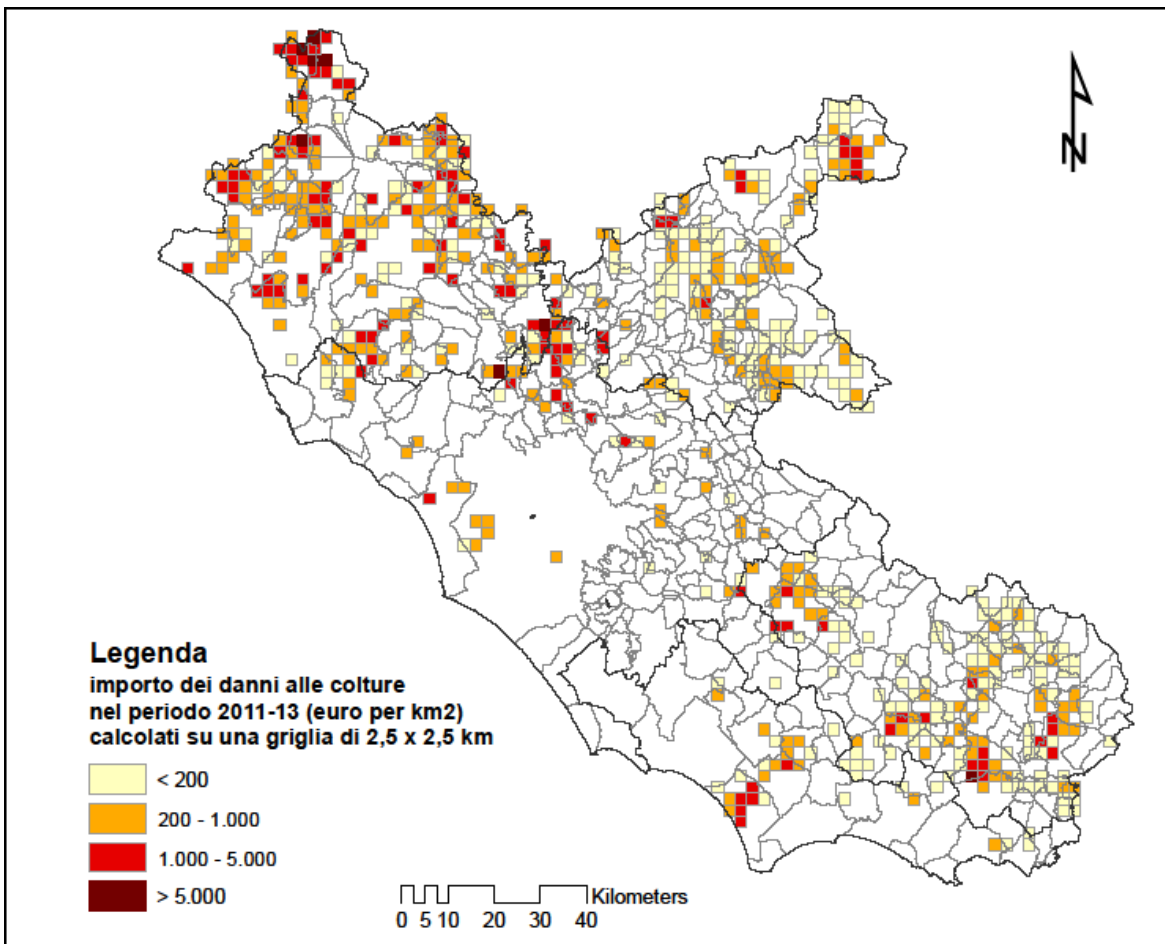 N
Legenda
importo dei danni alle colture
nel periodo 2011-13 (euro per km2)
calcolati su una griglia di 2,5 x 2,5 km
< 200
200 - 1.000
1.000 - 5.000
> 5.000
Kilometers
0 5 10 20 30 40